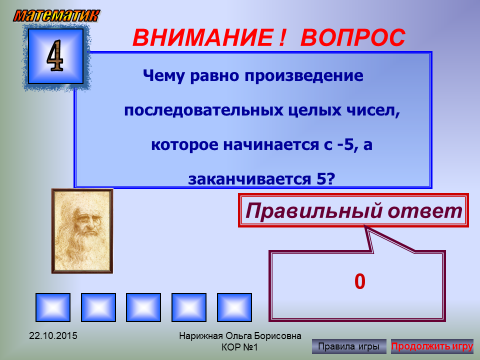 МАТЕМАТИК
4
ВНИМАНИЕ ! ВОПРОС
Чему равно произведение
последовательных целых чисел,
которое начинается с -5, а
заканчивается 5?
Правильный ответ
0
22.10.2015
Нарижная Ольга Борисовна
КОР №1
Правила игры
Продолжить игру